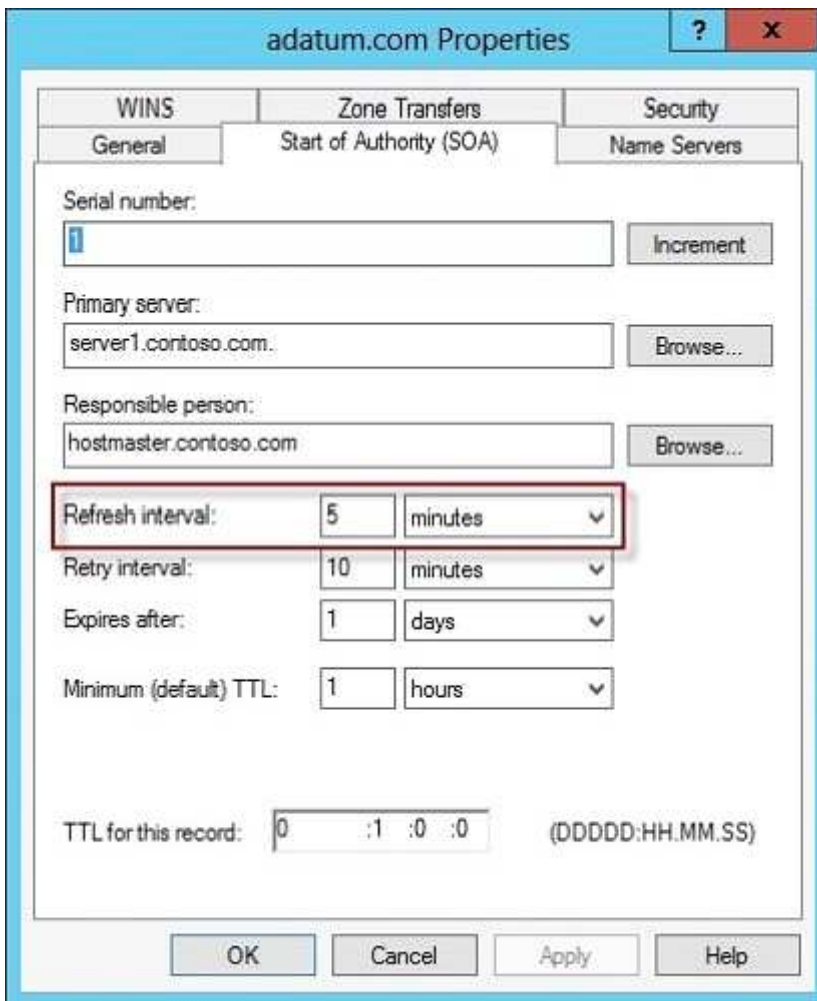 adatum.com Properties ? x
WINS Zone Transfers Security
General Start of Authority (SOA) Name Servers
Serial number:
1 Increment
Primary server:
server1.contoso.com. Browse...
Responsible person:
hostmaster.contoso.com Browse...
Refresh interval: 5 minutes
Retry interval: 10 minutes
Expires after: 1 days
Minimum (default) TTL: 1 hours
TTL for this record: 0 :1 :0 :0 (DDDDD:HH.MM.SS)
OK Cancel Apply Help